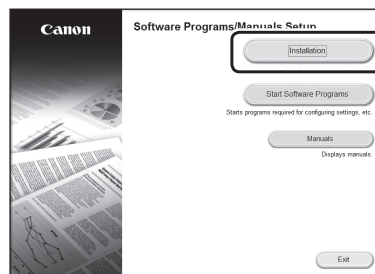 Canon
Software Programs/Manuals Setup
Installation
Start Software Programs
Starts programs required for configuring settings, etc.
Manuals
Displays manuals.
Exit